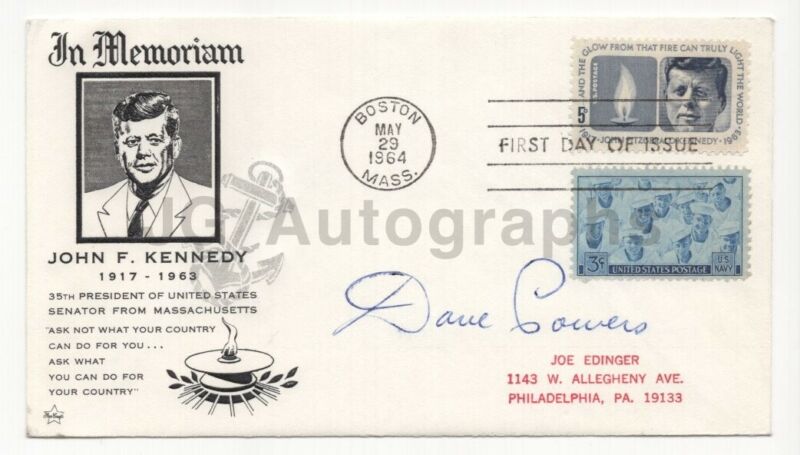 In Memoriam
JOHN F. KENNEDY
1917 - 1963
35TH PRESIDENT OF UNITED STATES
SENATOR FROM MASSACHUSETTS
"ASK NOT WHAT YOUR COUNTRY
CAN DO FOR YOU...
ASK WHAT
YOU CAN DO FOR
YOUR COUNTRY"
BOSTON
MAY
29
1964
MASS.
FIRST DAY OF ISSUE
AND THE GLOW FROM THAT FIRE CAN TRULY LIGHT THE WORLD
U.S. POSTAGE
5¢
1917 JOHN FITZGERALD KENNEDY 1963
3¢
UNITED STATES POSTAGE
U.S.
NAVY
Autographs
Dave Powers
JOE EDINGER
1143 W. ALLEGHENY AVE.
PHILADELPHIA, PA. 19133